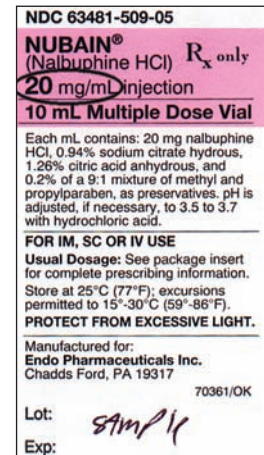 NDC 63481-509-05
NUBAIN®
(Nalbuphine HCl) Rx only
20 mg/mL injection
10 mL Multiple Dose Vial
Each mL contains: 20 mg nalbuphine
HCl, 0.94% sodium citrate hydrous,
1.26% citric acid anhydrous, and
0.2% of a 9:1 mixture of methyl and
propylparaben, as preservatives. pH is
adjusted, if necessary, to 3.5 to 3.7
with hydrochloric acid.
FOR IM, SC OR IV USE
Usual Dosage: See package insert
for complete prescribing information.
Store at 25°C (77°F); excursions
permitted to 15°-30°C (59°-86°F).
PROTECT FROM EXCESSIVE LIGHT.
Manufactured for:
Endo Pharmaceuticals Inc.
Chadds Ford, PA 19317
70361/OK
Lot: sAmple
Exp: